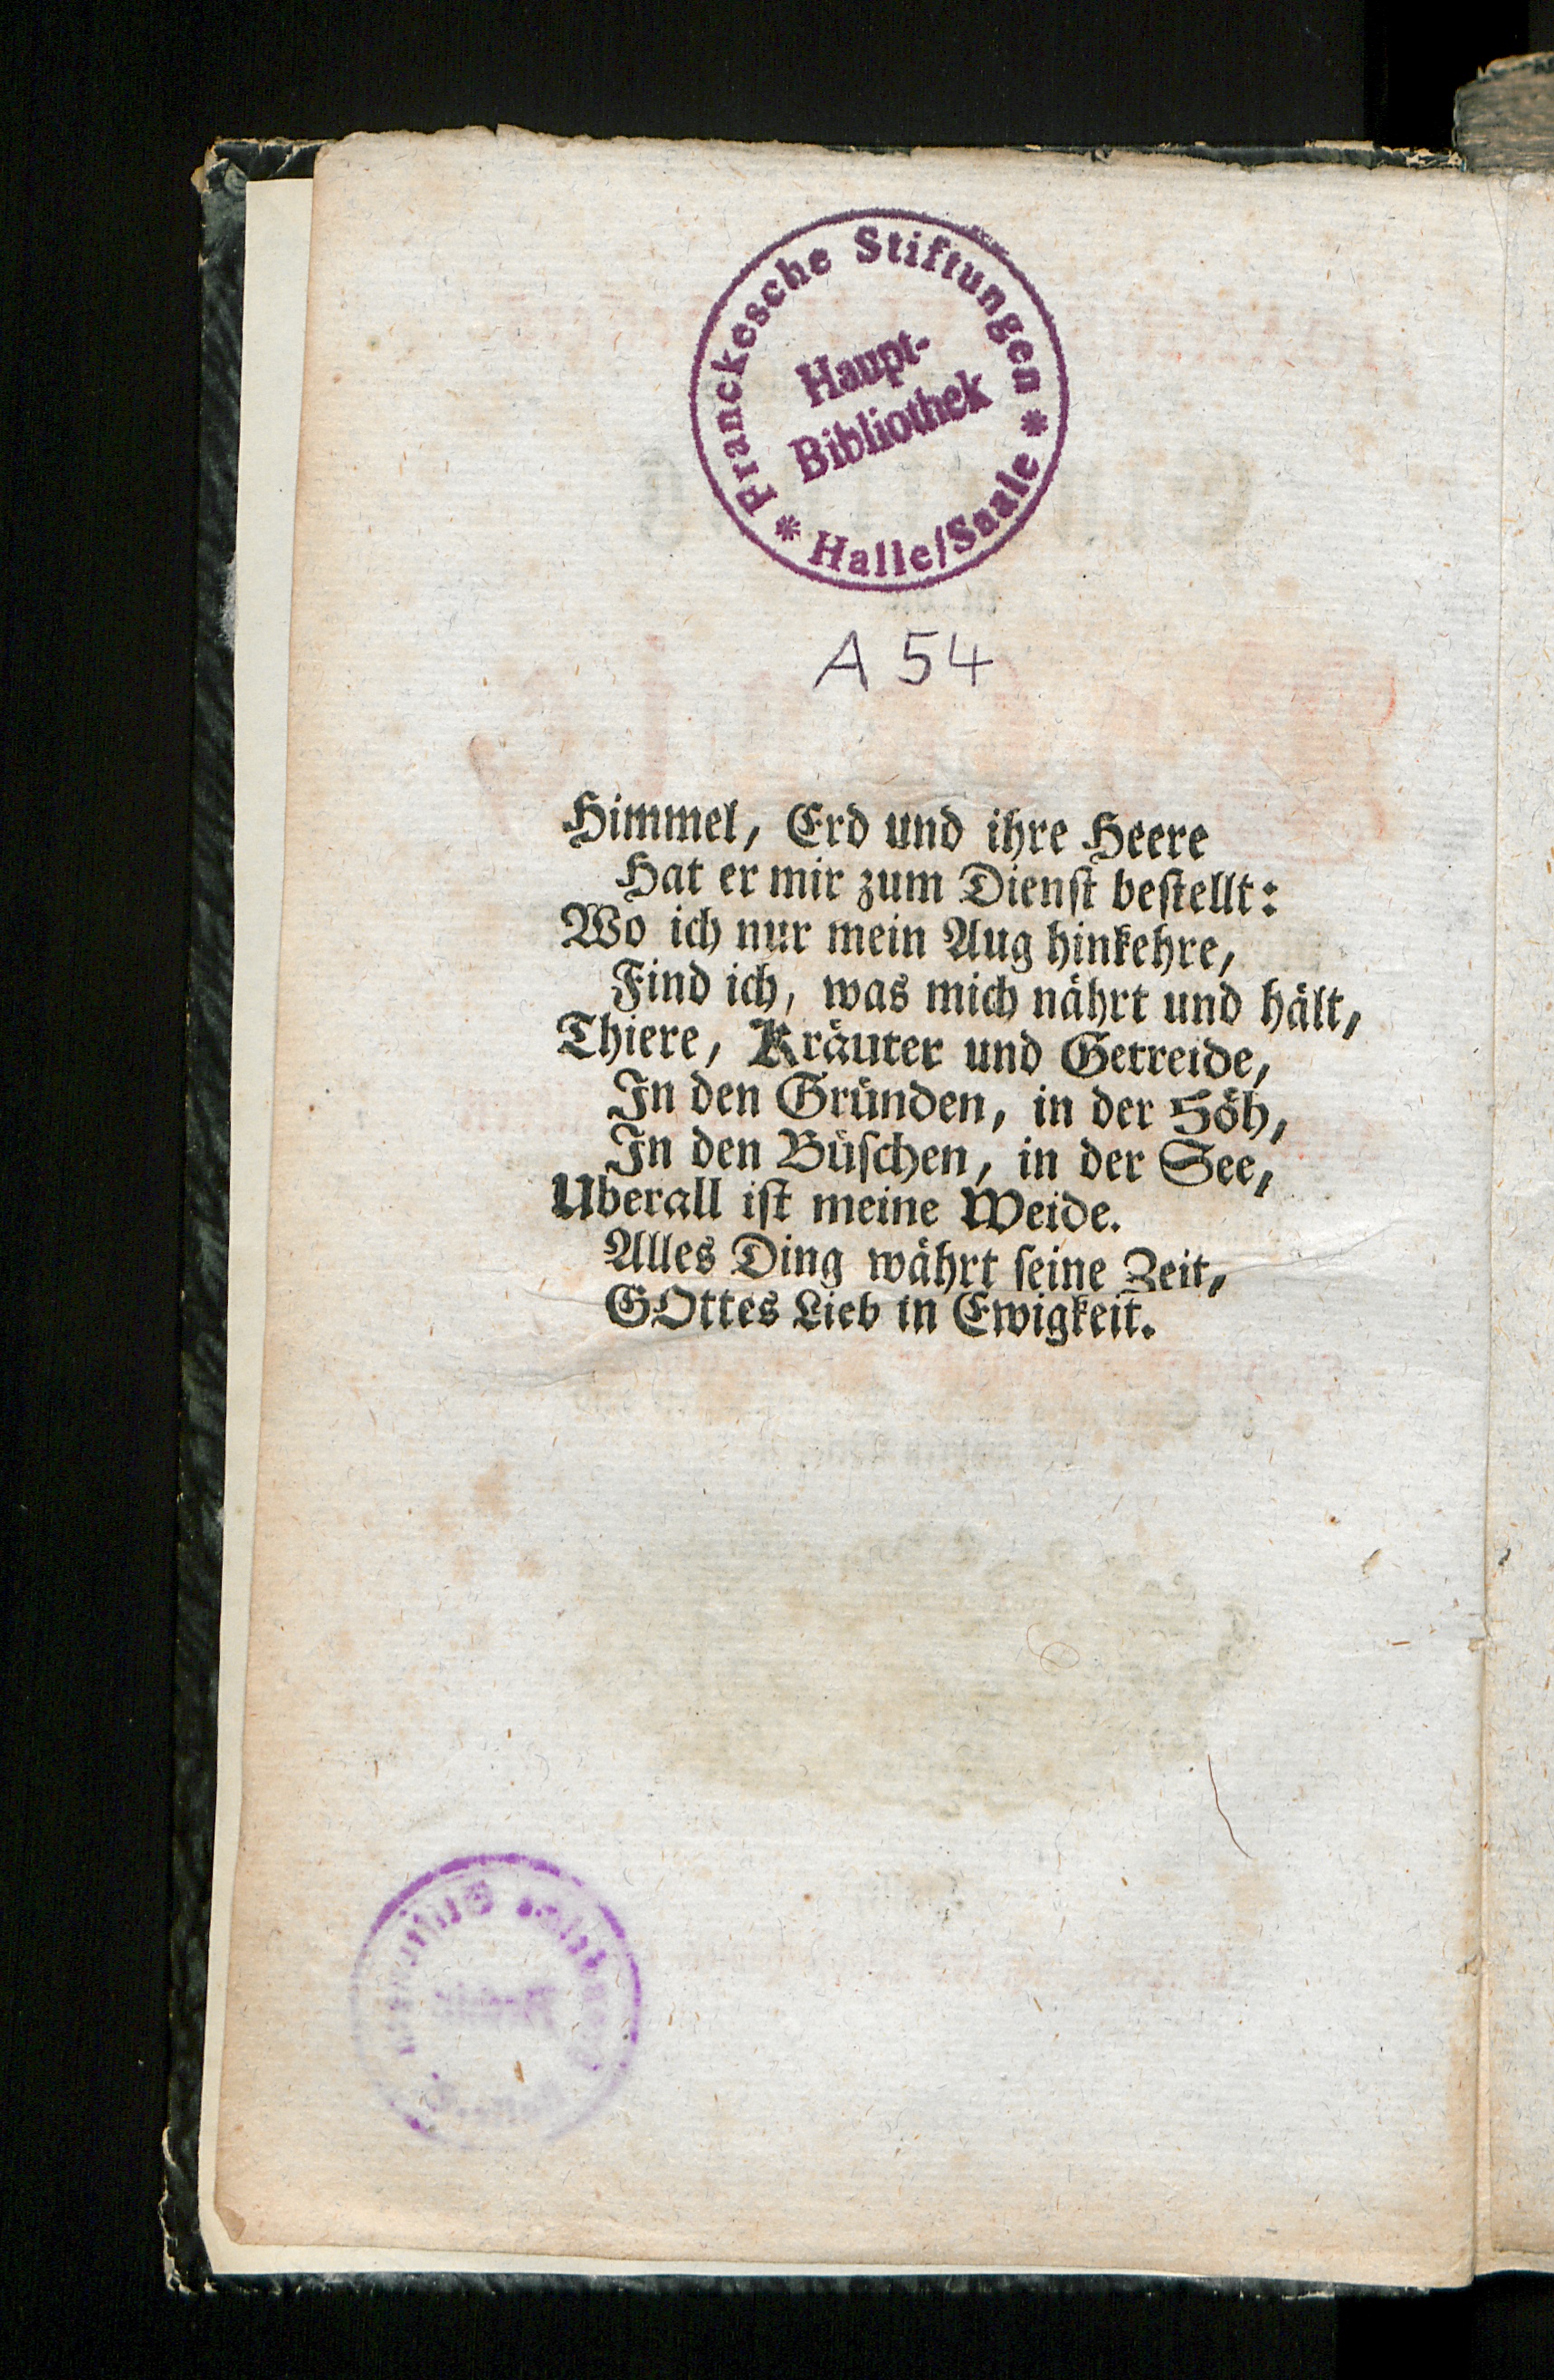 Franckesche Stiftungen
Haupt-
Bibliothek
* Halle/Saale *
A 54
Himmel, Erd und ihre Heere
Hat er mir zum Dienſt beſtellt:
Wo ich nur mein Aug hinkehre,
Find ich, was mich nährt und hält,
Thiere, Kräuter und Getreide,
In den Gründen, in der Höh,
In den Büſchen, in der See,
Uberall iſt meine Weide.
Alles Ding währt ſeine Zeit,
GOttes Lieb in Ewigkeit.